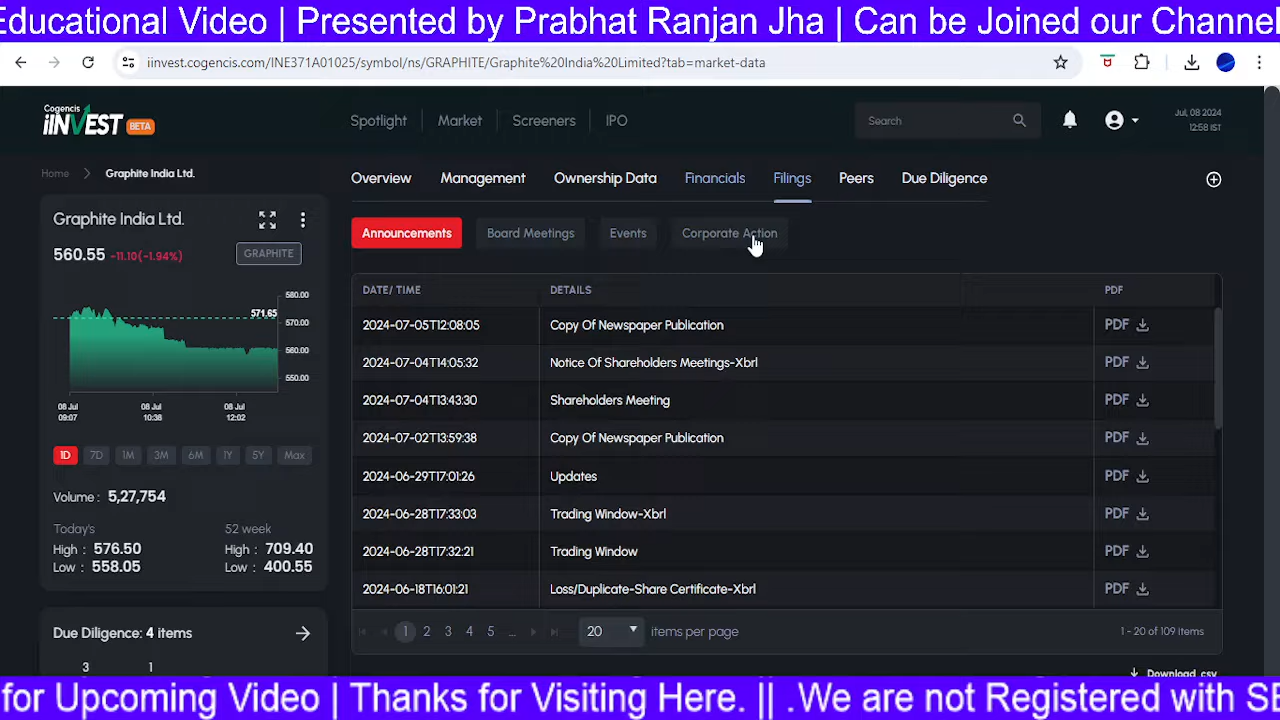 Educational Video | Presented by Prabhat Ranjan Jha | Can be Joined our Channel
iinvest.cogencis.com/INE371A01025/symbol/ns/GRAPHITE/Graphite%20India%20Limited?tab=market-data
Cogencis
iINVEST BETA
Spotlight Market Screeners IPO
Search
Jul, 08 2024
12:58 IST
Home Graphite India Ltd.
Overview Management Ownership Data Financials Filings Peers Due Diligence
Graphite India Ltd.
560.55 -11.10(-1.94%) GRAPHITE
580.00
571.65
570.00
560.00
550.00
08 Jul 08 Jul 08 Jul
09:07 10:38 12:02
1D 7D 1M 3M 6M 1Y 5Y Max
Volume : 5,27,754
Today's 52 week
High : 576.50 High : 709.40
Low : 558.05 Low : 400.55
Due Diligence: 4 items
3 1
Announcements Board Meetings Events Corporate Action
DATE/ TIME DETAILS PDF
2024-07-05T12:08:05 Copy Of Newspaper Publication PDF
2024-07-04T14:05:32 Notice Of Shareholders Meetings-Xbrl PDF
2024-07-04T13:43:30 Shareholders Meeting PDF
2024-07-02T13:59:38 Copy Of Newspaper Publication PDF
2024-06-29T17:01:26 Updates PDF
2024-06-28T17:33:03 Trading Window-Xbrl PDF
2024-06-28T17:32:21 Trading Window PDF
2024-06-18T16:01:21 Loss/Duplicate-Share Certificate-Xbrl PDF
1 2 3 4 5 ... 20 items per page 1 - 20 of 109 items
Download .csv
for Upcoming Video | Thanks for Visiting Here. || .We are not Registered with SE